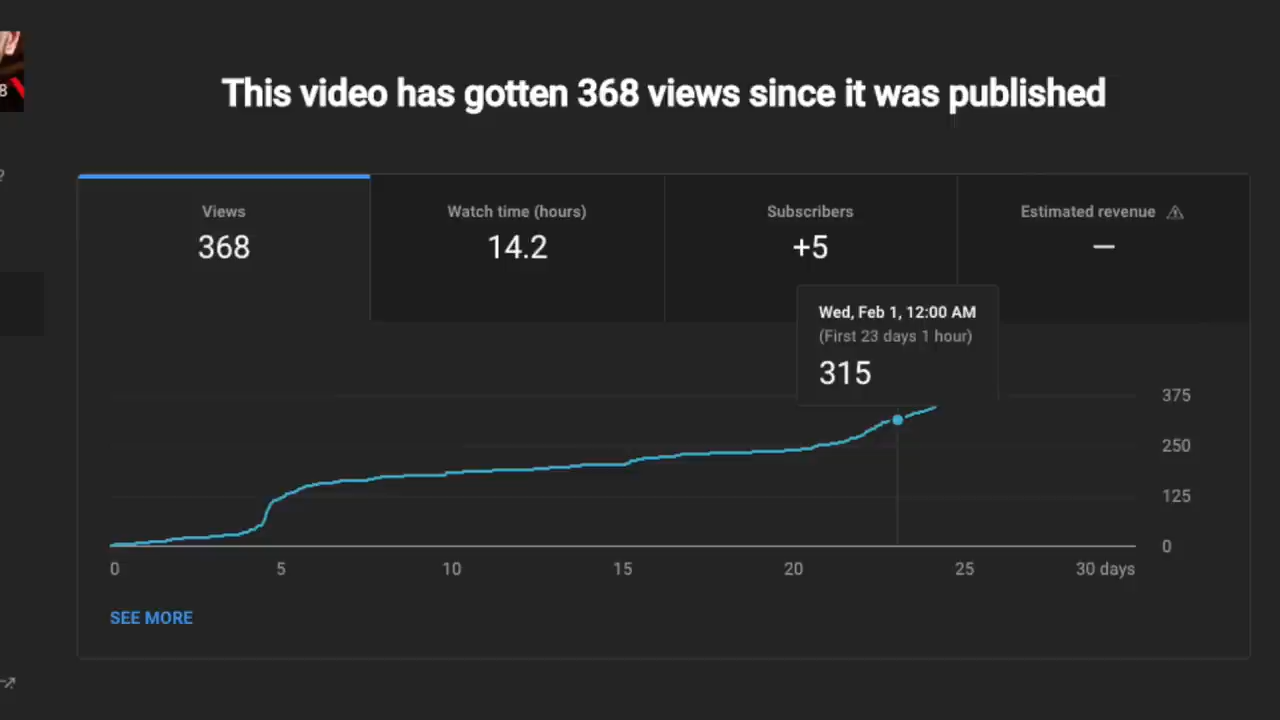 This video has gotten 368 views since it was published
8
?
Views
Watch time (hours)
Subscribers
Estimated revenue
368
14.2
+5
—
Wed, Feb 1, 12:00 AM
(First 23 days 1 hour)
315
375
250
125
0
0 5 10 15 20 25 30 days
SEE MORE